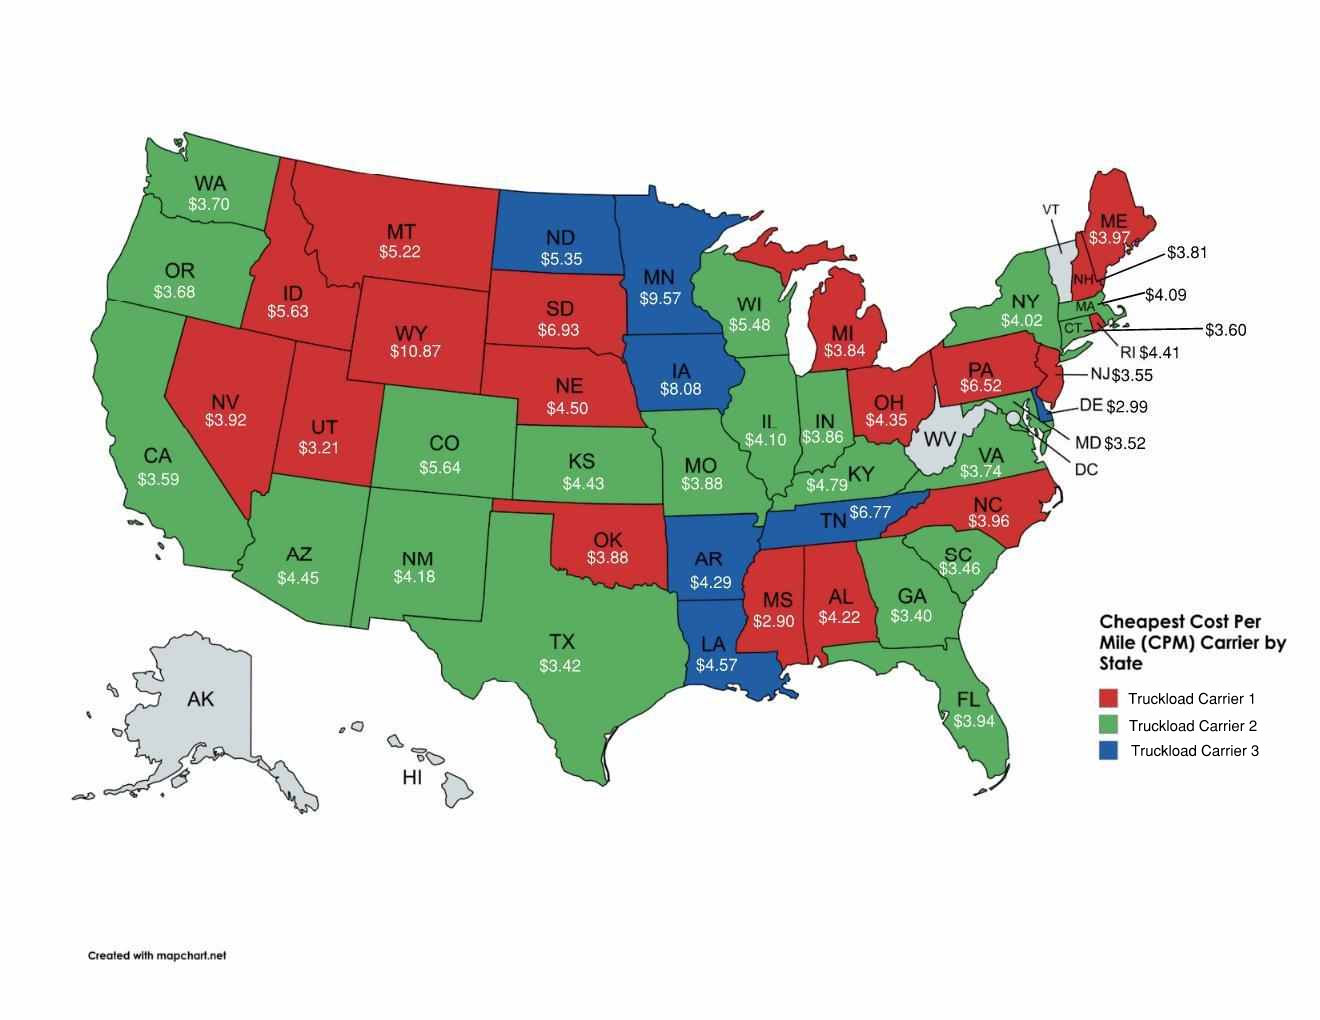 WA
$3.70
OR
$3.68
CA
$3.59
NV
$3.92
ID
$5.63
MT
$5.22
WY
$10.87
UT
$3.21
CO
$5.64
AZ
$4.45
NM
$4.18
ND
$5.35
SD
$6.93
NE
$4.50
KS
$4.43
OK
$3.88
TX
$3.42
MN
$9.57
IA
$8.08
MO
$3.88
AR
$4.29
LA
$4.57
WI
$5.48
IL
$4.10
IN
$3.86
MI
$3.84
OH
$4.35
KY
$4.79
TN $6.77
MS
$2.90
AL
$4.22
GA
$3.40
FL
$3.94
SC
$3.46
NC
$3.96
VA
$3.74
WV
PA
$6.52
NY
$4.02
VT
ME
$3.97
NH
$3.81
MA
$4.09
CT
$3.60
RI $4.41
NJ $3.55
DE $2.99
MD $3.52
DC
AK
HI
Cheapest Cost Per
Mile (CPM) Carrier by
State
Truckload Carrier 1
Truckload Carrier 2
Truckload Carrier 3
Created with mapchart.net